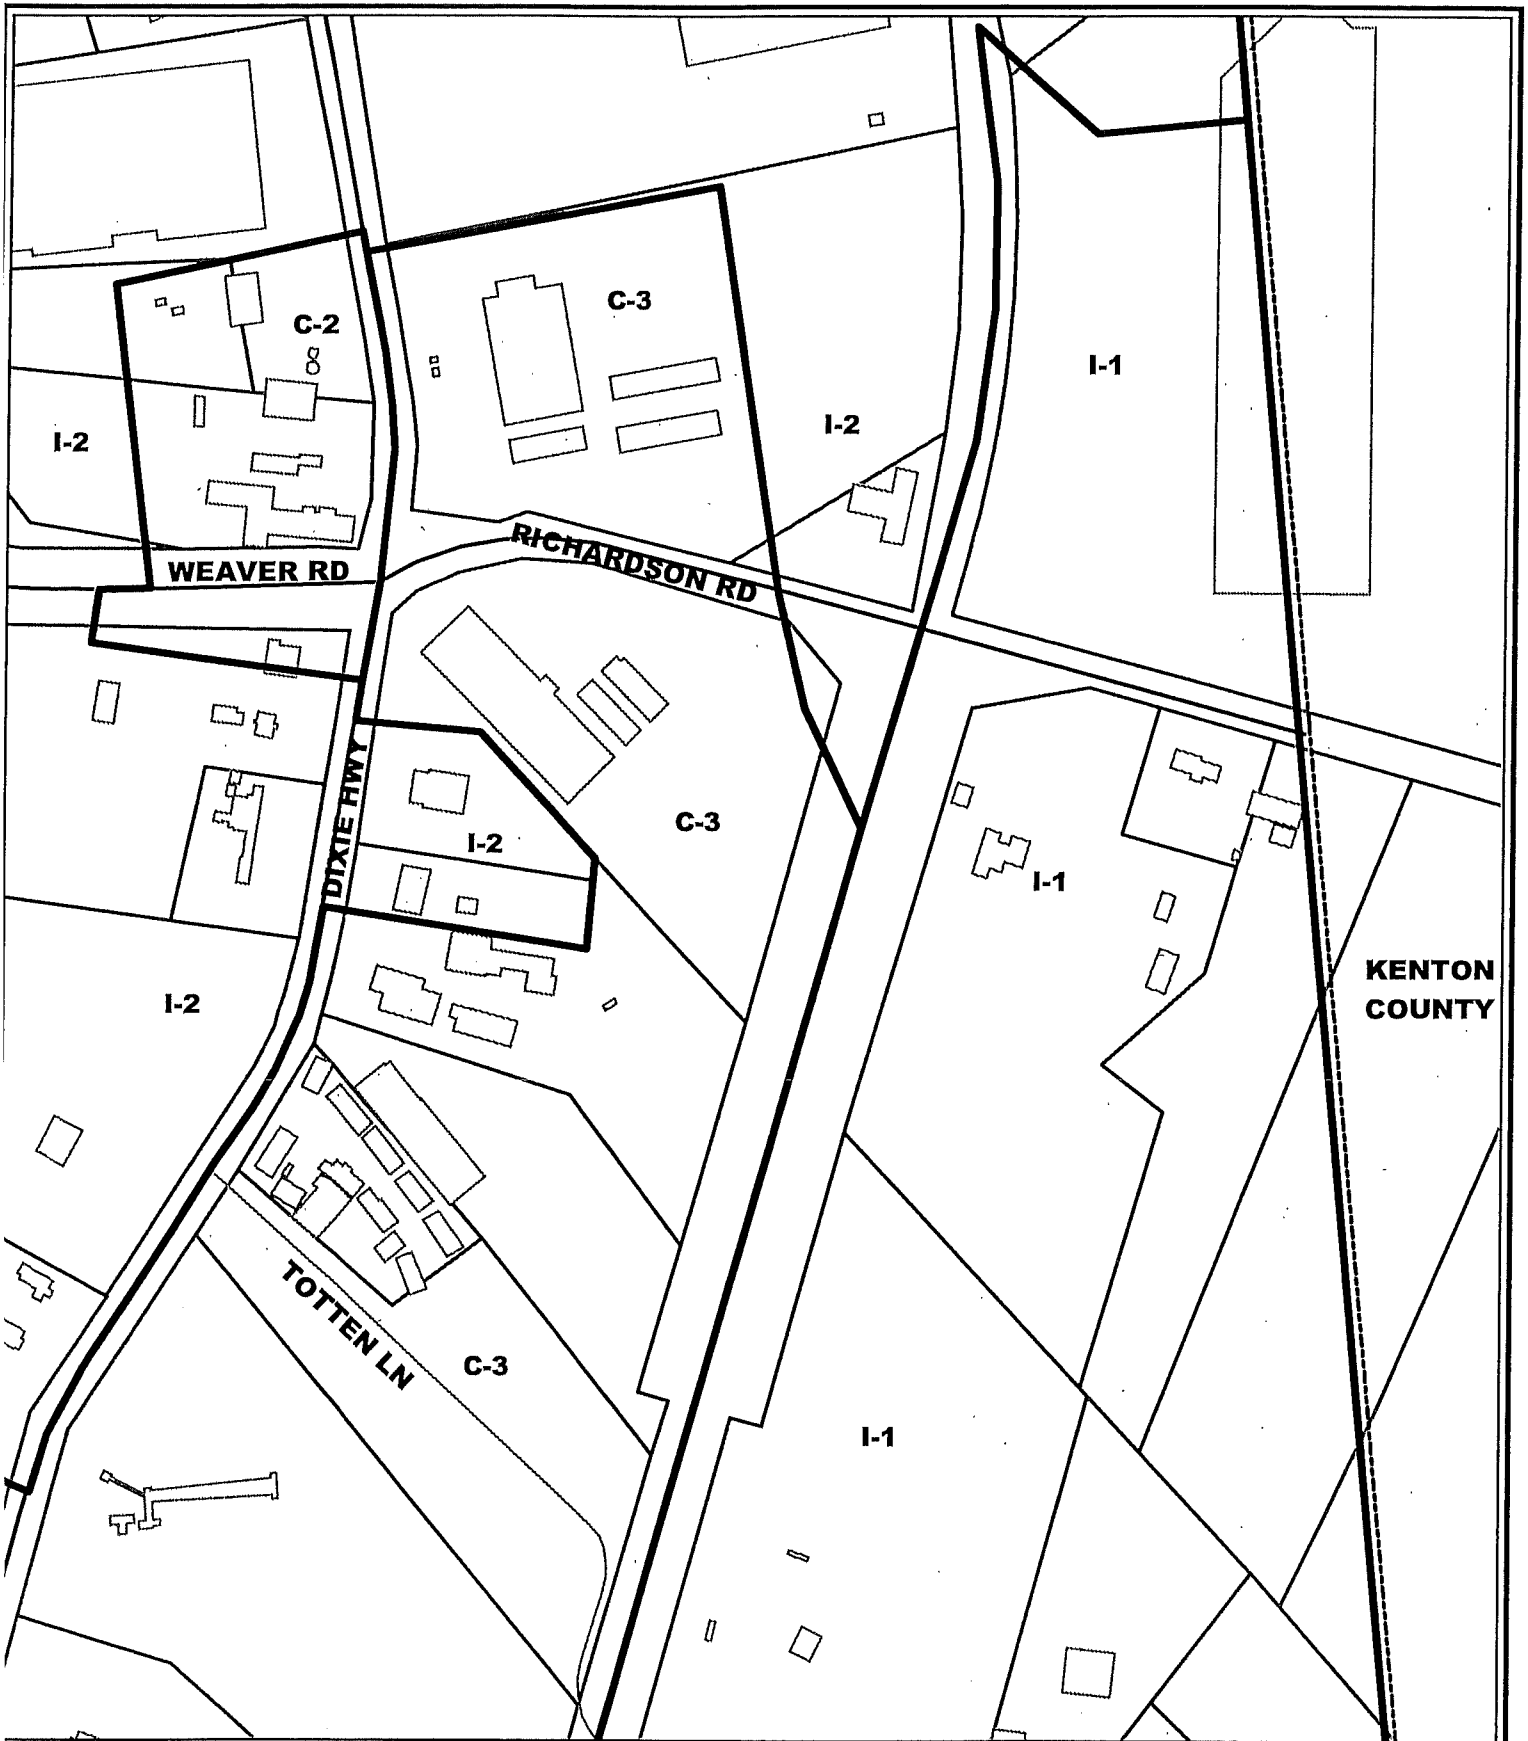 C-3
C-2
I-1
I-2
I-2
RICHARDSON RD
WEAVER RD
DIXIE HWY
C-3
I-2
I-1
KENTON
COUNTY
I-2
TOTTEN LN
C-3
I-1